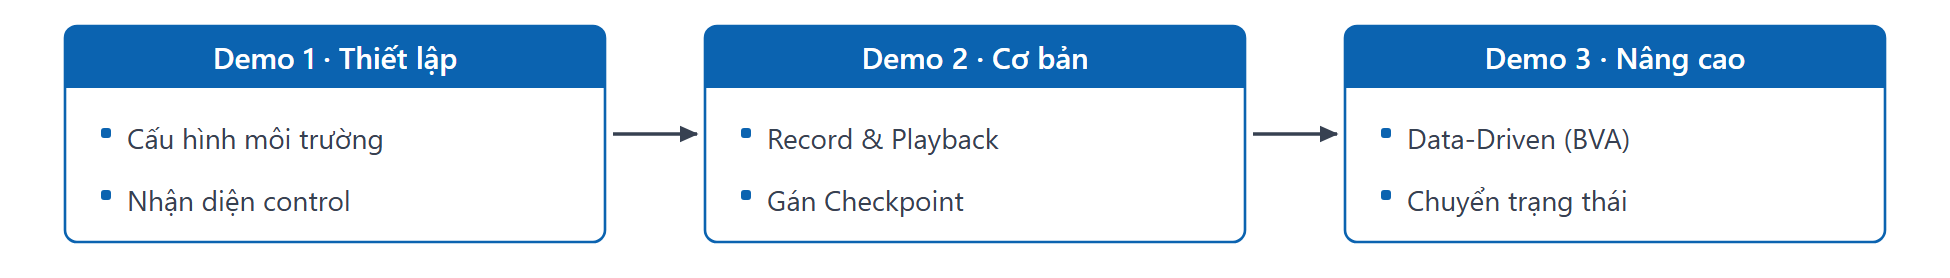 Demo 1 · Thiết lập
Cấu hình môi trường
Nhận diện control
Demo 2 · Cơ bản
Record & Playback
Gán Checkpoint
Demo 3 · Nâng cao
Data-Driven (BVA)
Chuyển trạng thái